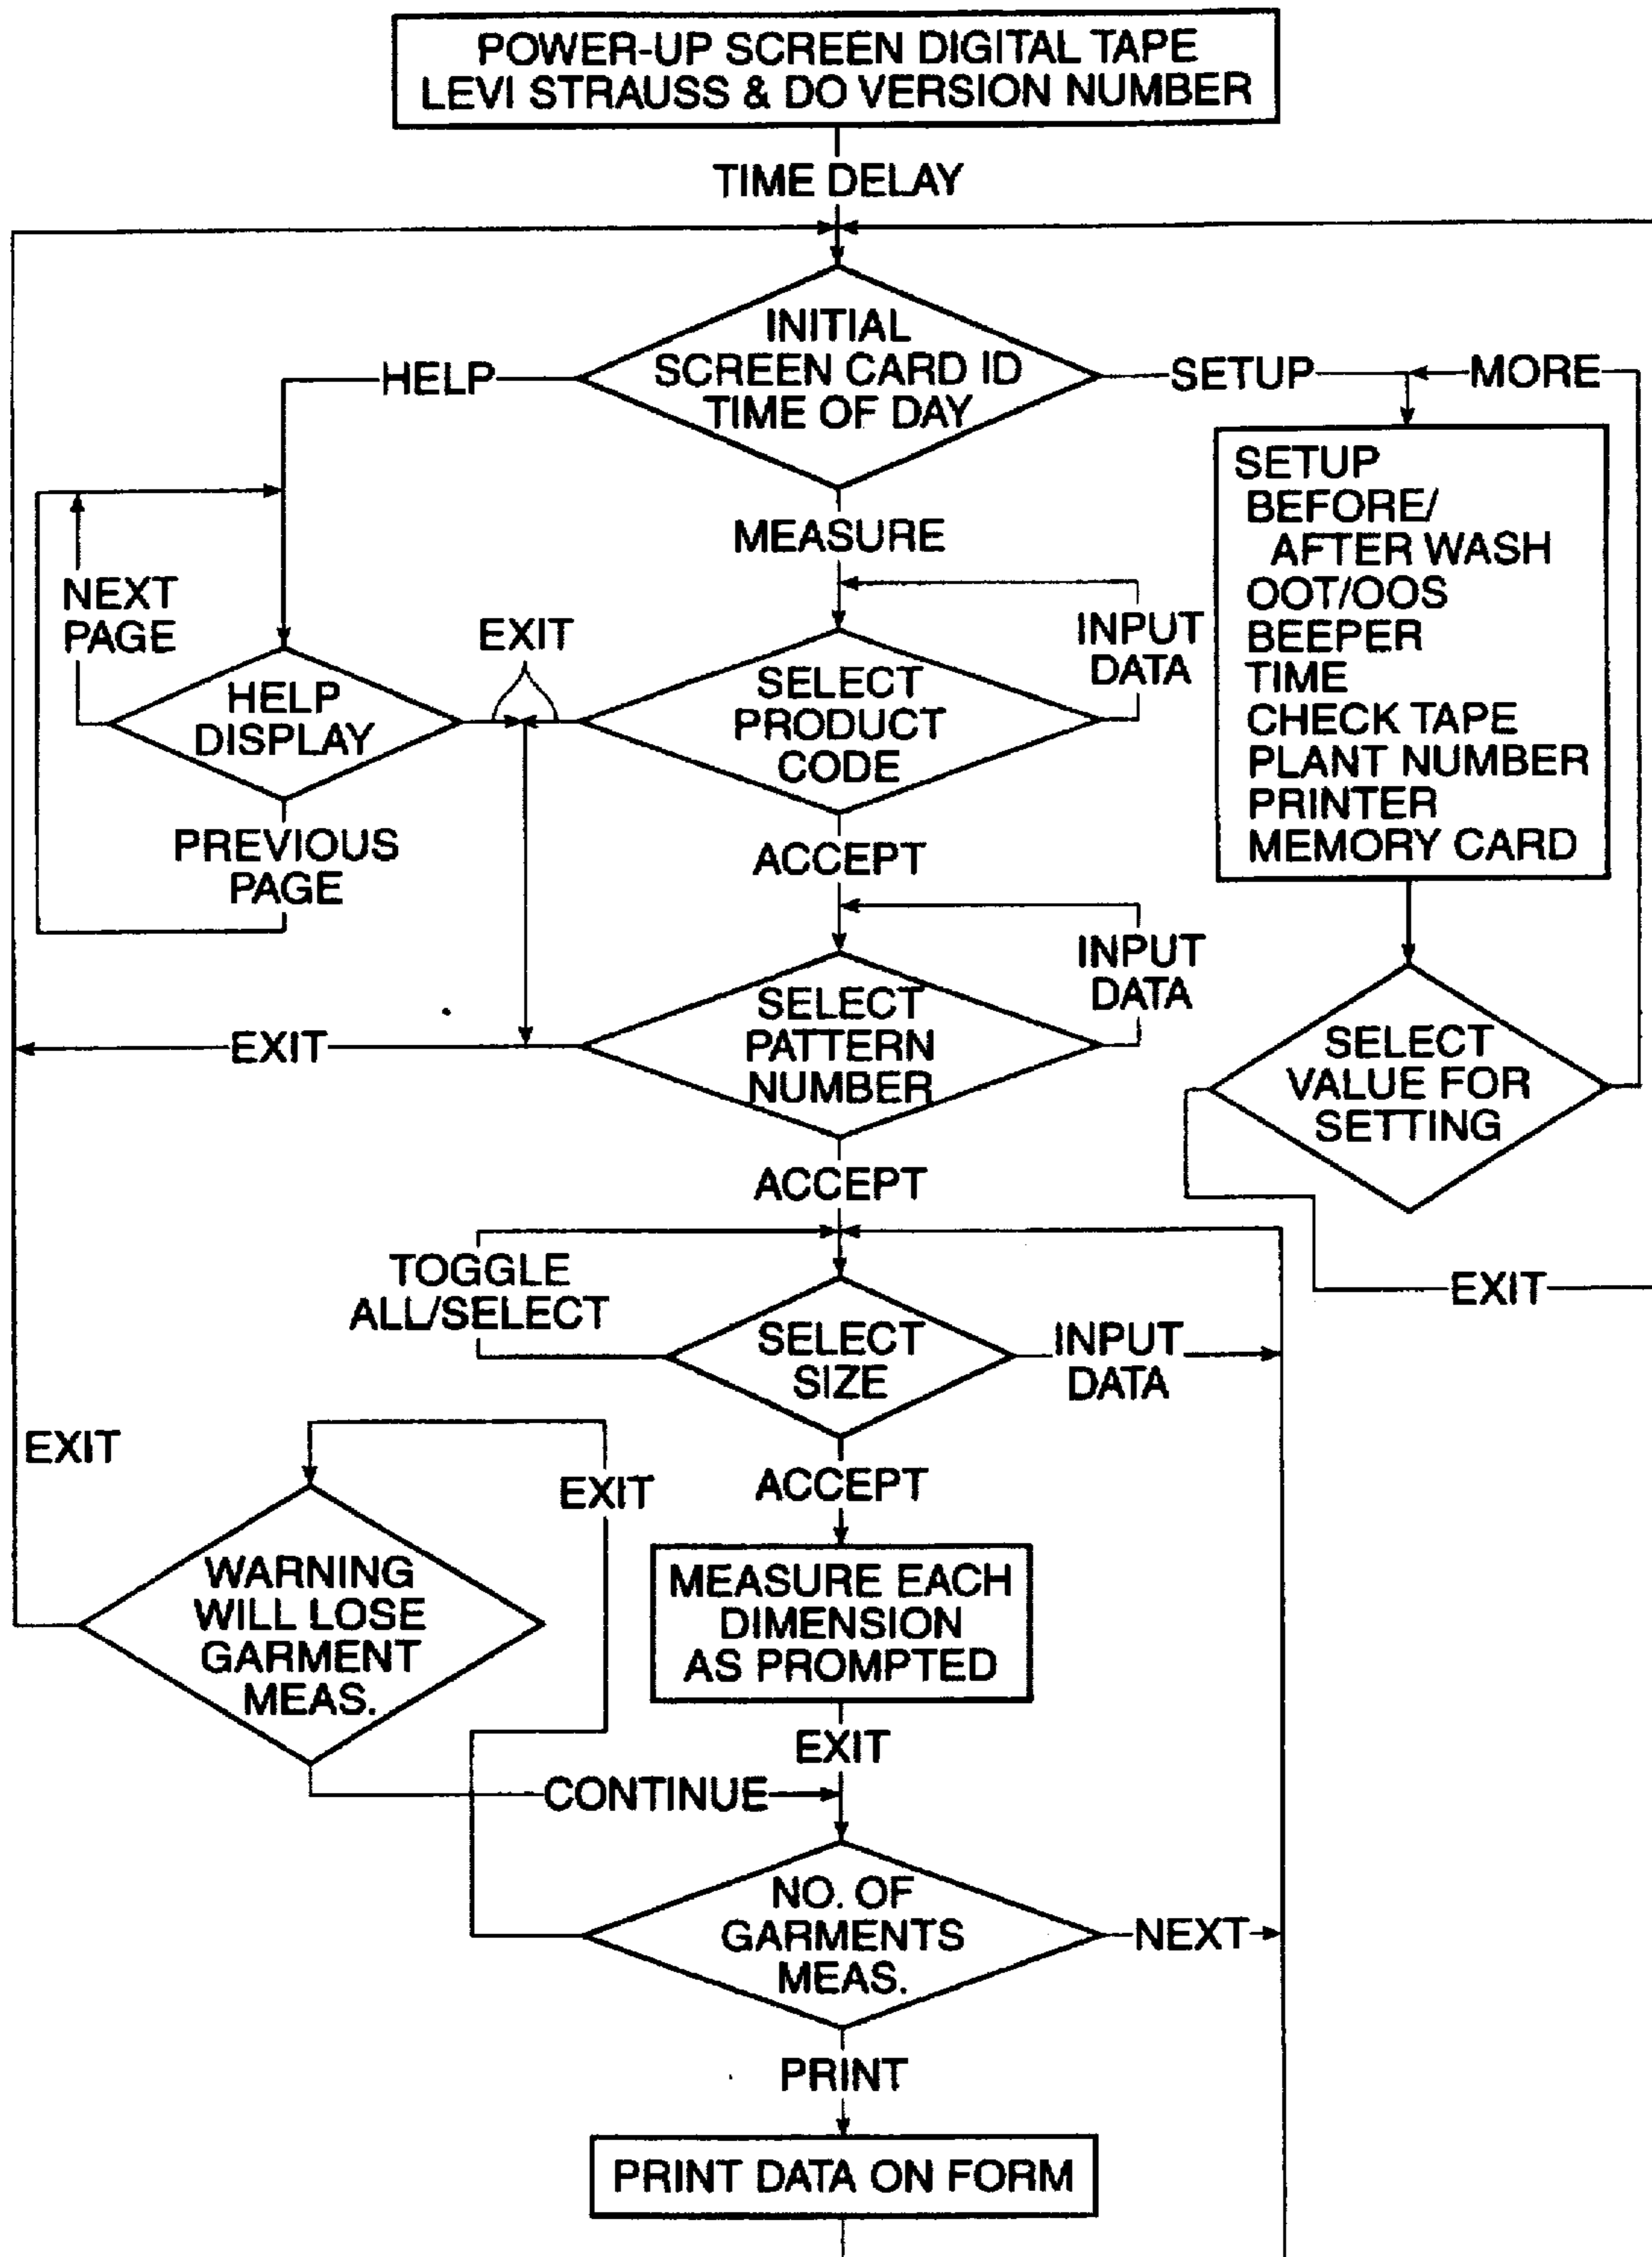 POWER-UP SCREEN DIGITAL TAPE
LEVI STRAUSS & DO VERSION NUMBER
TIME DELAY
INITIAL
SCREEN CARD ID
TIME OF DAY
HELP
SETUP
MORE
MEASURE
SETUP
BEFORE/
AFTER WASH
OOT/OOS
BEEPER
TIME
CHECK TAPE
PLANT NUMBER
PRINTER
MEMORY CARD
NEXT
PAGE
EXIT
INPUT
DATA
HELP
DISPLAY
SELECT
PRODUCT
CODE
PREVIOUS
PAGE
ACCEPT
INPUT
DATA
SELECT
PATTERN
NUMBER
EXIT
SELECT
VALUE FOR
SETTING
ACCEPT
TOGGLE
ALL/SELECT
SELECT
SIZE
INPUT
DATA
EXIT
EXIT
EXIT
ACCEPT
WARNING
WILL LOSE
GARMENT
MEAS.
MEASURE EACH
DIMENSION
AS PROMPTED
EXIT
CONTINUE
NO. OF
GARMENTS
MEAS.
NEXT
PRINT
PRINT DATA ON FORM